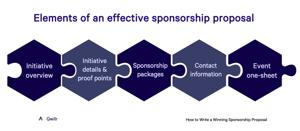 Elements of an effective sponsorship proposal
Initiative
overview
Initiative
details &
proof points
Sponsorship
packages
Contact
information
Event
one-sheet
Qwilr
How to Write a Winning Sponsorship Proposal